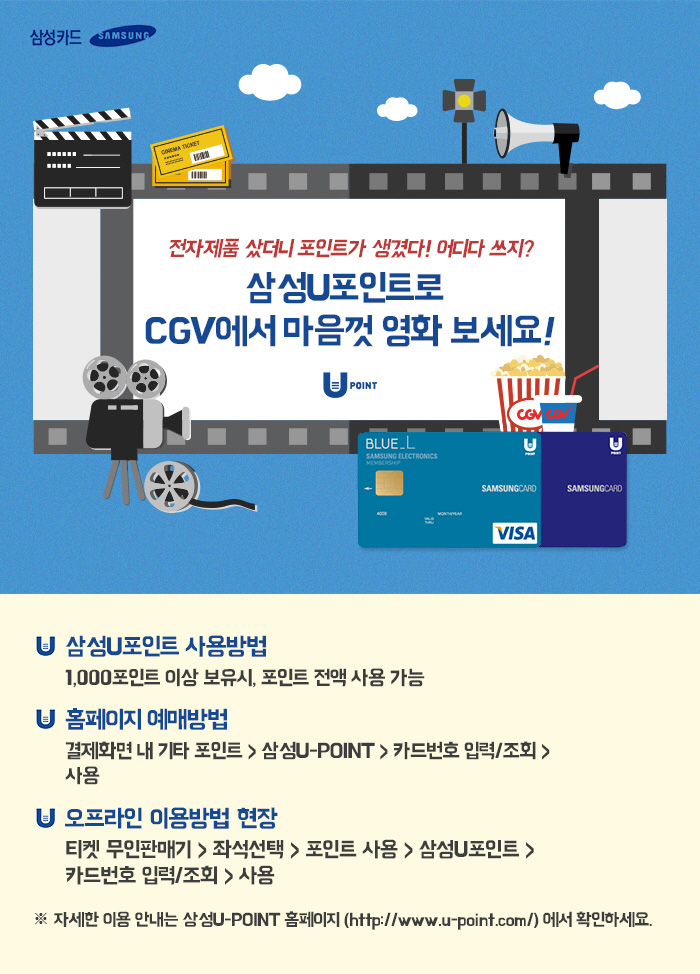 삼성카드 SAMSUNG
CINEMA TICKET
전자제품 샀더니 포인트가 생겼다! 어디다 쓰지?
삼성U포인트로
CGV에서 마음껏 영화 보세요!
U POINT
CGV CGV
BLUE_L
SAMSUNG ELECTRONICS
MEMBERSHIP
U POINT
U POINT
SAMSUNGCARD
SAMSUNGCARD
VALID
THRU
MONTH/YEAR
VISA
삼성U포인트 사용방법
1,000포인트 이상 보유시, 포인트 전액 사용 가능
홈페이지 예매방법
결제화면 내 기타 포인트 > 삼성U-POINT > 카드번호 입력/조회 >
사용
오프라인 이용방법 현장
티켓 무인판매기 > 좌석선택 > 포인트 사용 > 삼성U포인트 >
카드번호 입력/조회 > 사용
※ 자세한 이용 안내는 삼성U-POINT 홈페이지 (http://www.u-point.com/) 에서 확인하세요.